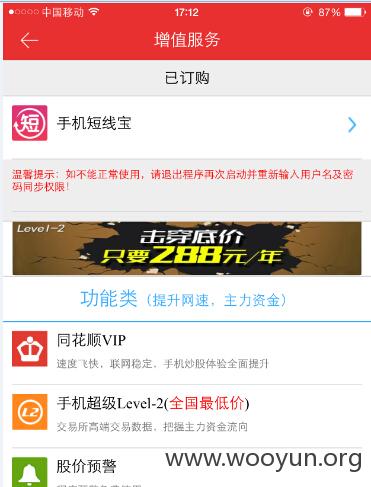 中国移动 17:12 87%
增值服务
已订购
短 手机短线宝
温馨提示：如不能正常使用，请退出程序再次启动并重新输入用户名及密
码同步权限！
Level-2
击穿底价
只要288元/年
功能类（提升网速，主力资金）
同花顺VIP
速度飞快，联网稳定，手机炒股体验全面提升
L2 手机超级Level-2(全国最低价)
交易所高端交易数据，把握主力资金流向
股价预警
www.wooyun.org